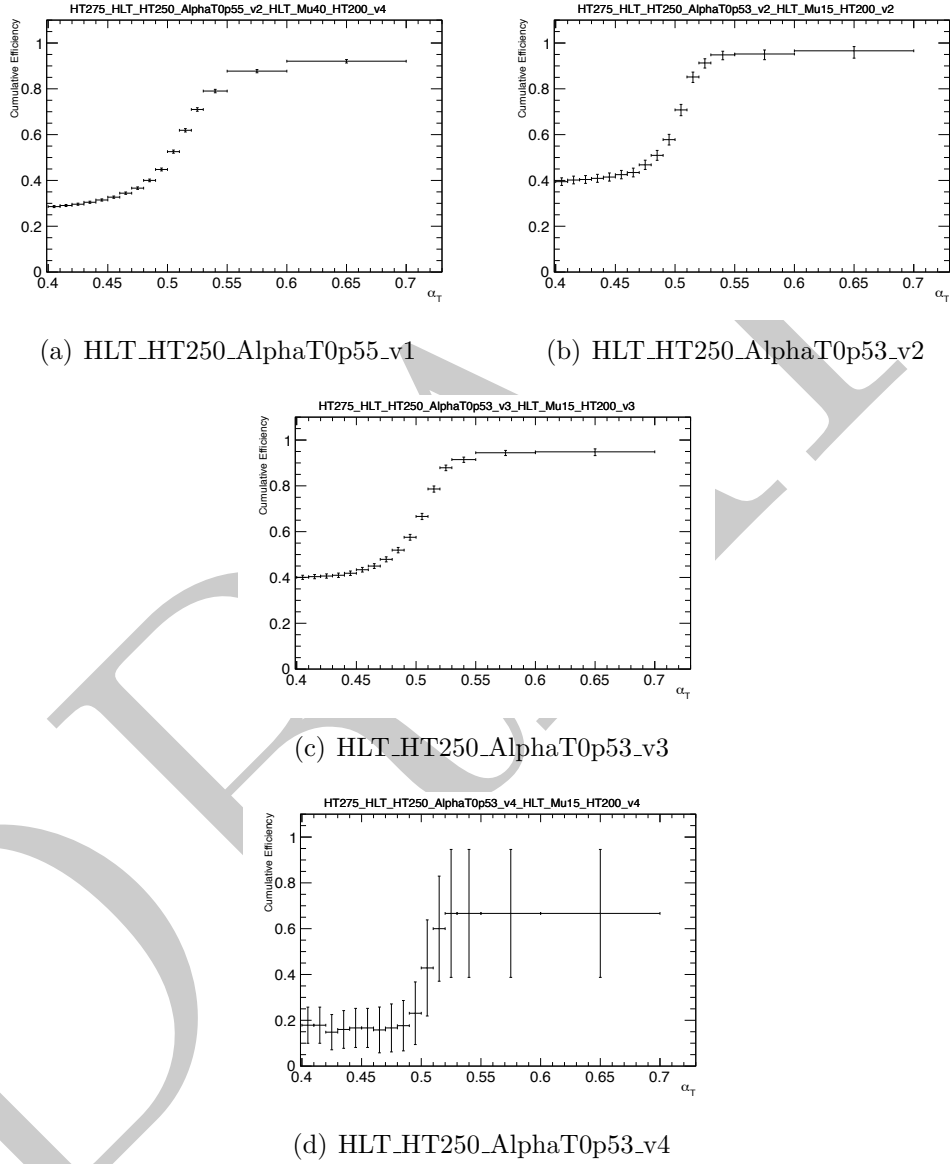 HT275_HLT_HT250_AlphaT0p55_v2_HLT_Mu40_HT200_v4
Cumulative Efficiency
1
0.8
0.6
0.4
0.2
0
0.4 0.45 0.5 0.55 0.6 0.65 0.7
α_T
(a) HLT_HT250_AlphaT0p55_v1
HT275_HLT_HT250_AlphaT0p53_v2_HLT_Mu15_HT200_v2
Cumulative Efficiency
1
0.8
0.6
0.4
0.2
0
0.4 0.45 0.5 0.55 0.6 0.65 0.7
α_T
(b) HLT_HT250_AlphaT0p53_v2
HT275_HLT_HT250_AlphaT0p53_v3_HLT_Mu15_HT200_v3
Cumulative Efficiency
1
0.8
0.6
0.4
0.2
0
0.4 0.45 0.5 0.55 0.6 0.65 0.7
α_T
(c) HLT_HT250_AlphaT0p53_v3
HT275_HLT_HT250_AlphaT0p53_v4_HLT_Mu15_HT200_v4
Cumulative Efficiency
1
0.8
0.6
0.4
0.2
0
0.4 0.45 0.5 0.55 0.6 0.65 0.7
α_T
(d) HLT_HT250_AlphaT0p53_v4
DRAFT